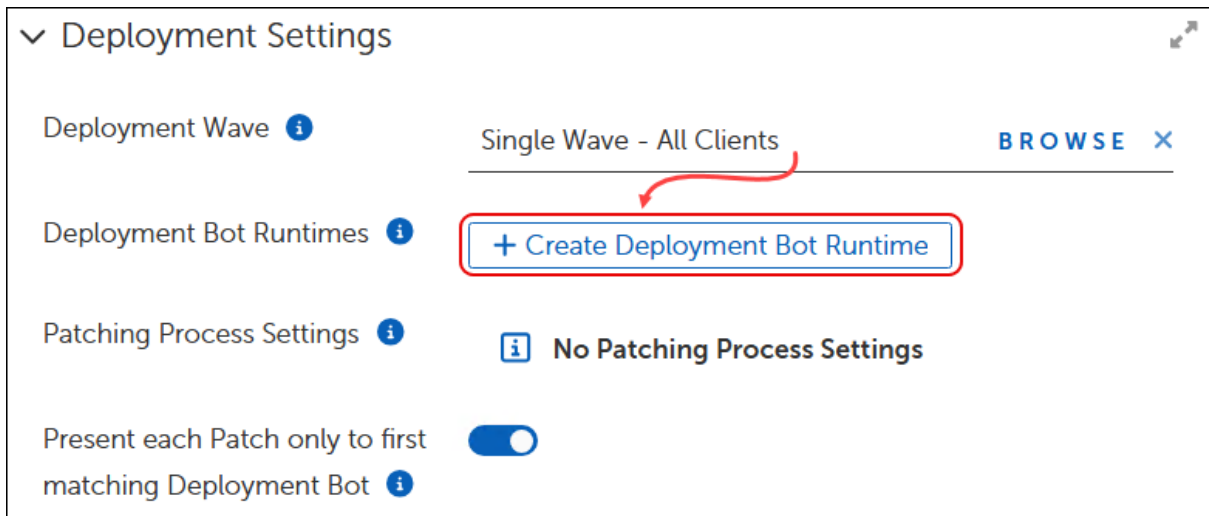 Deployment Settings
Deployment Wave
Single Wave - All Clients
BROWSE
Deployment Bot Runtimes
+ Create Deployment Bot Runtime
Patching Process Settings
No Patching Process Settings
Present each Patch only to first
matching Deployment Bot